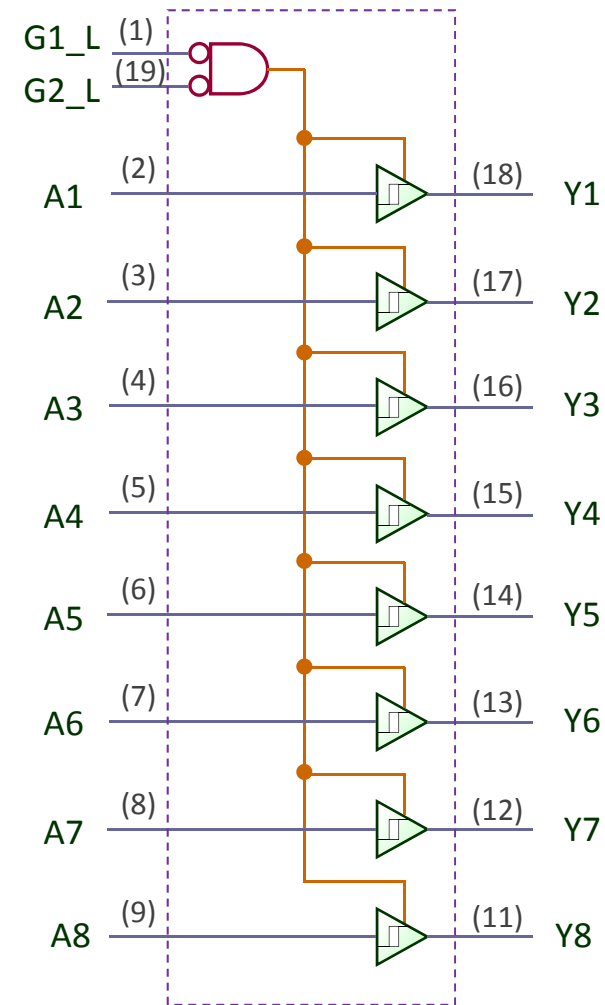 G1_L (1)
G2_L (19)
A1 (2) (18) Y1
A2 (3) (17) Y2
A3 (4) (16) Y3
A4 (5) (15) Y4
A5 (6) (14) Y5
A6 (7) (13) Y6
A7 (8) (12) Y7
A8 (9) (11) Y8